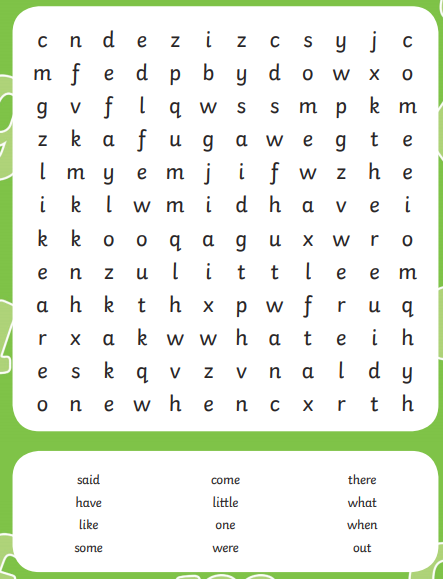 c n d e z i z c s y j c
m f e d p b y d o w x o
g v f l q w s s m p k m
z k a f u g a w e g t e
l m y e m j i f w z h e
i k l w m i d h a v e i
k k o o q a g u x w r o
e n z u l i t t l e e m
a h k t h x p w f r u q
r x a k w w h a t e i h
e s k q v z v n a l d y
o n e w h e n c x r t h
said come there
have little what
like one when
some were out